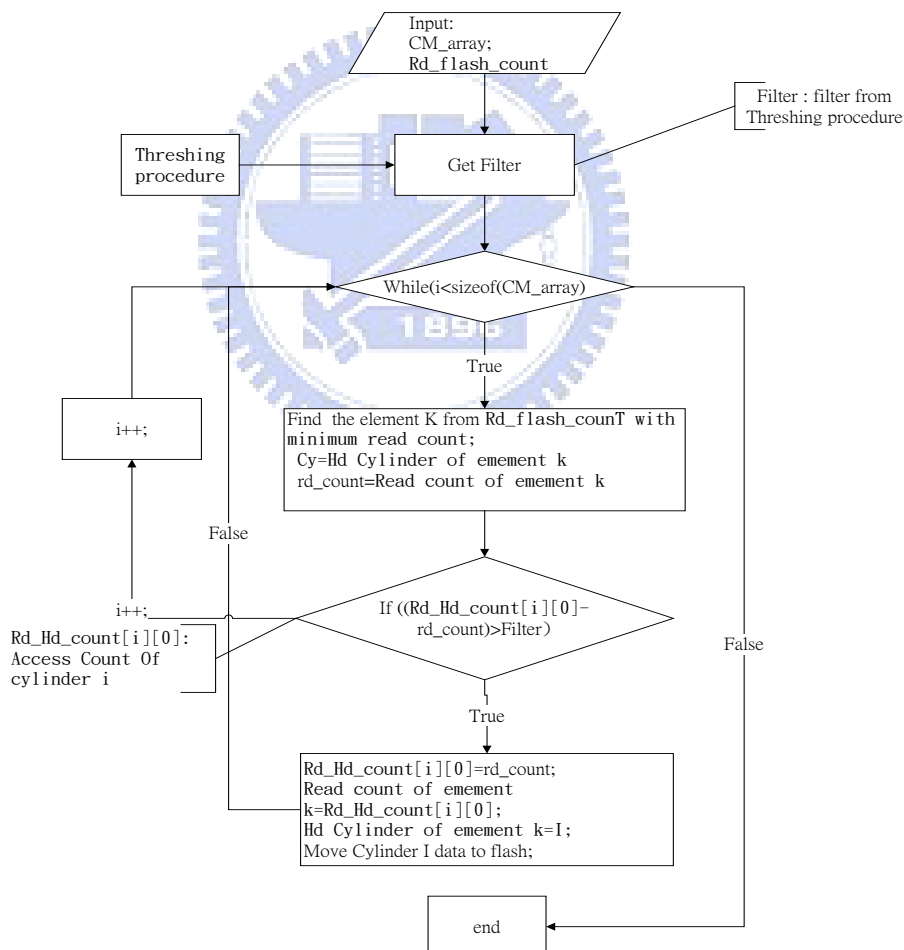 Input:
CM_array;
Rd_flash_count
Filter : filter from
Threshing procedure
Threshing
procedure
Get Filter
While(i<sizeof(CM_array)
1896
True
Find the element K from Rd_flash_counT with
minimum read count;
Cy=Hd Cylinder of emement k
rd_count=Read count of emement k
i++;
False
If ((Rd_Hd_count[i][0]-
rd_count)>Filter)
i++;
Rd_Hd_count[i][0]:
Access Count Of
cylinder i
False
True
Rd_Hd_count[i][0]=rd_count;
Read count of emement
k=Rd_Hd_count[i][0];
Hd Cylinder of emement k=I;
Move Cylinder I data to flash;
end